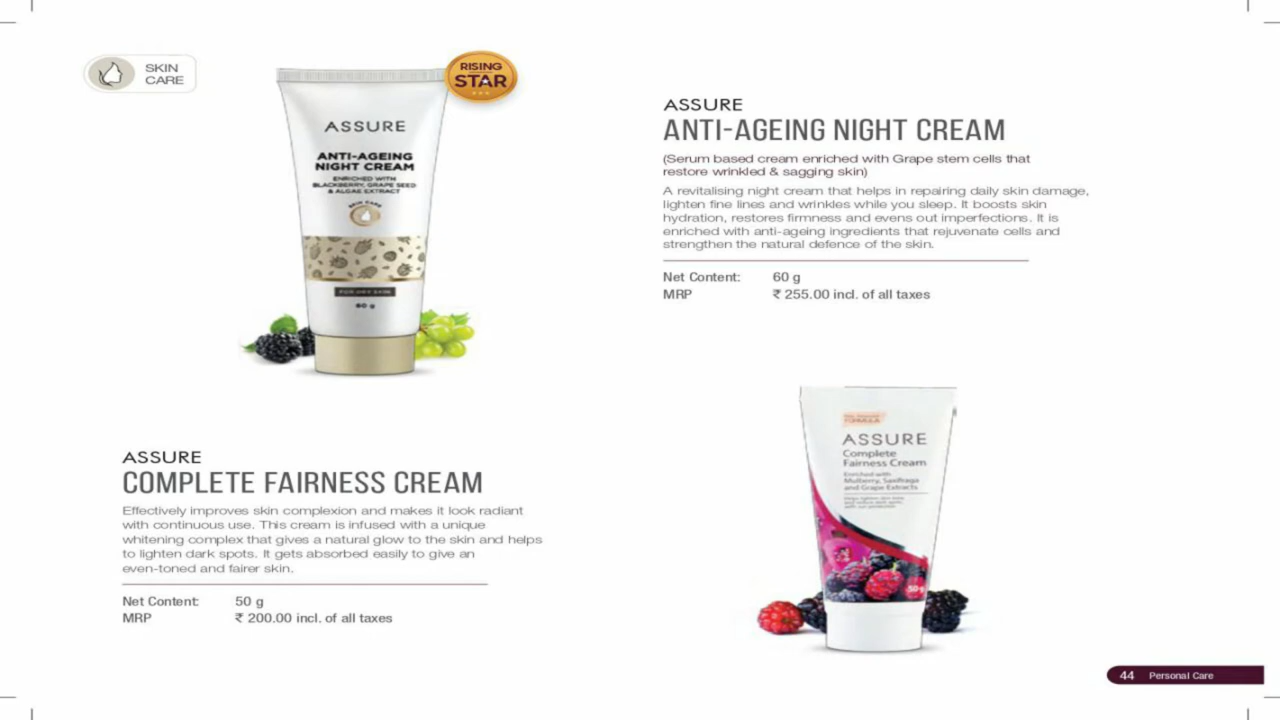 SKIN
CARE
RISING
STAR
ASSURE
ANTI-AGEING
NIGHT CREAM
ENRICHED WITH
BLACKBERRY, GRAPE SEED
& ALGAE EXTRACT
SKIN CARE
FOR DRY SKIN
60 g
ASSURE
ANTI-AGEING NIGHT CREAM
(Serum based cream enriched with Grape stem cells that
restore wrinkled & sagging skin)
A revitalising night cream that helps in repairing daily skin damage,
lighten fine lines and wrinkles while you sleep. It boosts skin
hydration, restores firmness and evens out imperfections. It is
enriched with anti-ageing ingredients that rejuvenate cells and
strengthen the natural defence of the skin.
Net Content: 60 g
MRP ₹ 255.00 incl. of all taxes
ASSURE
COMPLETE FAIRNESS CREAM
Effectively improves skin complexion and makes it look radiant
with continuous use. This cream is infused with a unique
whitening complex that gives a natural glow to the skin and helps
to lighten dark spots. It gets absorbed easily to give an
even-toned and fairer skin.
Net Content: 50 g
MRP ₹ 200.00 incl. of all taxes
FORMULA
ASSURE
Complete
Fairness Cream
Enriched with
Mulberry, Saxifraga
and Grape Extracts
50 g
44 Personal Care